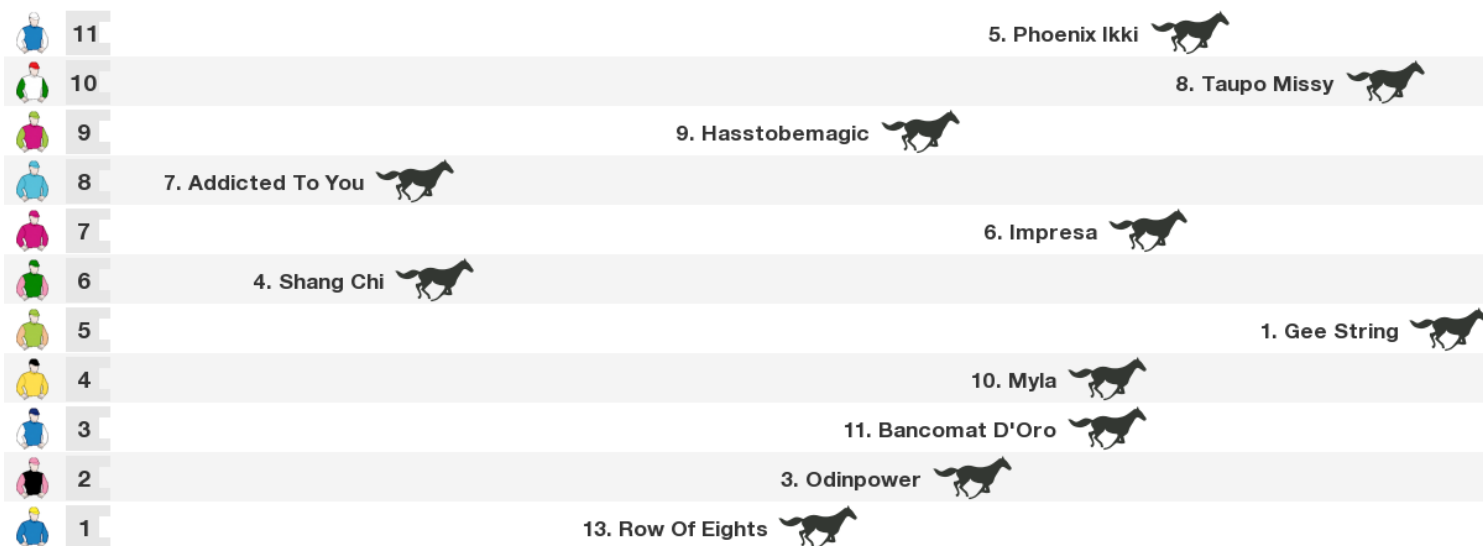 11 5. Phoenix Ikki
10 8. Taupo Missy
9 9. Hasstobemagic
8 7. Addicted To You
7 6. Impresa
6 4. Shang Chi
5 1. Gee String
4 10. Myla
3 11. Bancomat D'Oro
2 3. Odinpower
1 13. Row Of Eights